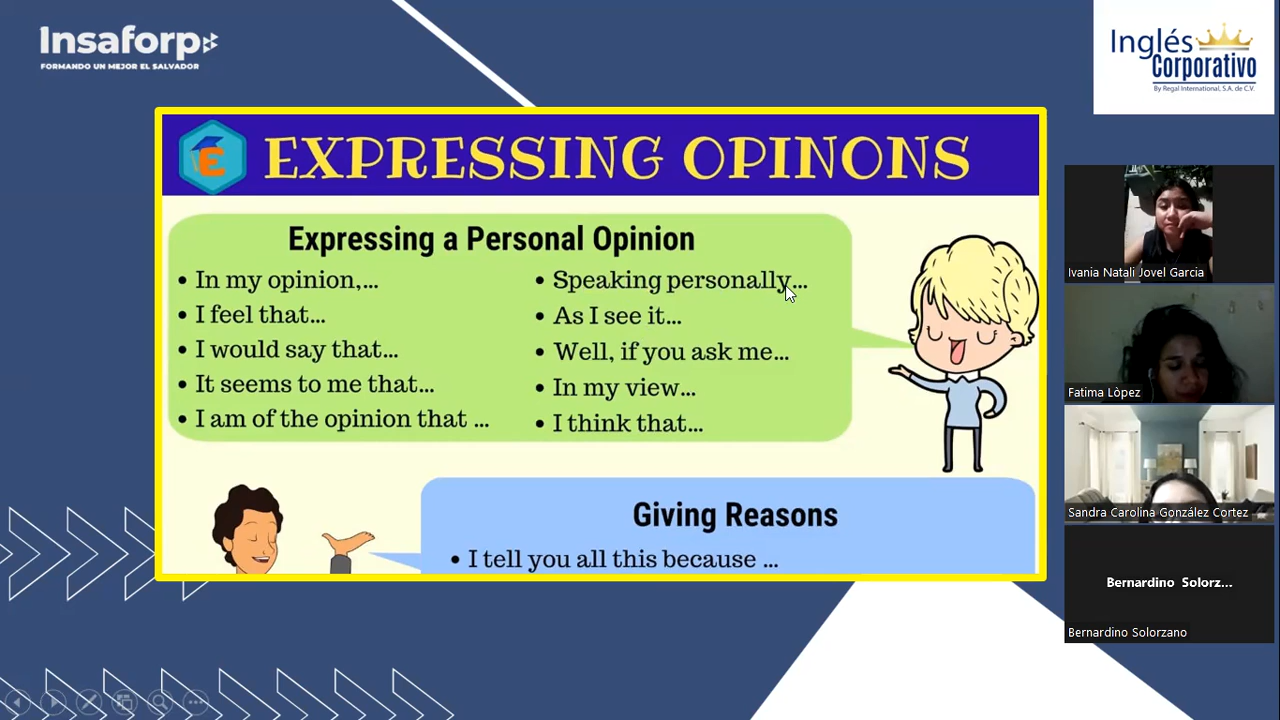 Insaforp
FORMANDO UN MEJOR EL SALVADOR
Inglés
Corporativo
By Regal International, S.A. de C.V.
E
EXPRESSING OPINONS
Expressing a Personal Opinion
• In my opinion,...
• I feel that...
• I would say that...
• It seems to me that...
• I am of the opinion that ...
• Speaking personally...
• As I see it...
• Well, if you ask me...
• In my view...
• I think that...
Giving Reasons
• I tell you all this because ...
Ivania Natali Jovel Garcia
Fatima Lòpez
Sandra Carolina González Cortez
Bernardino Solorz...
Bernardino Solorzano